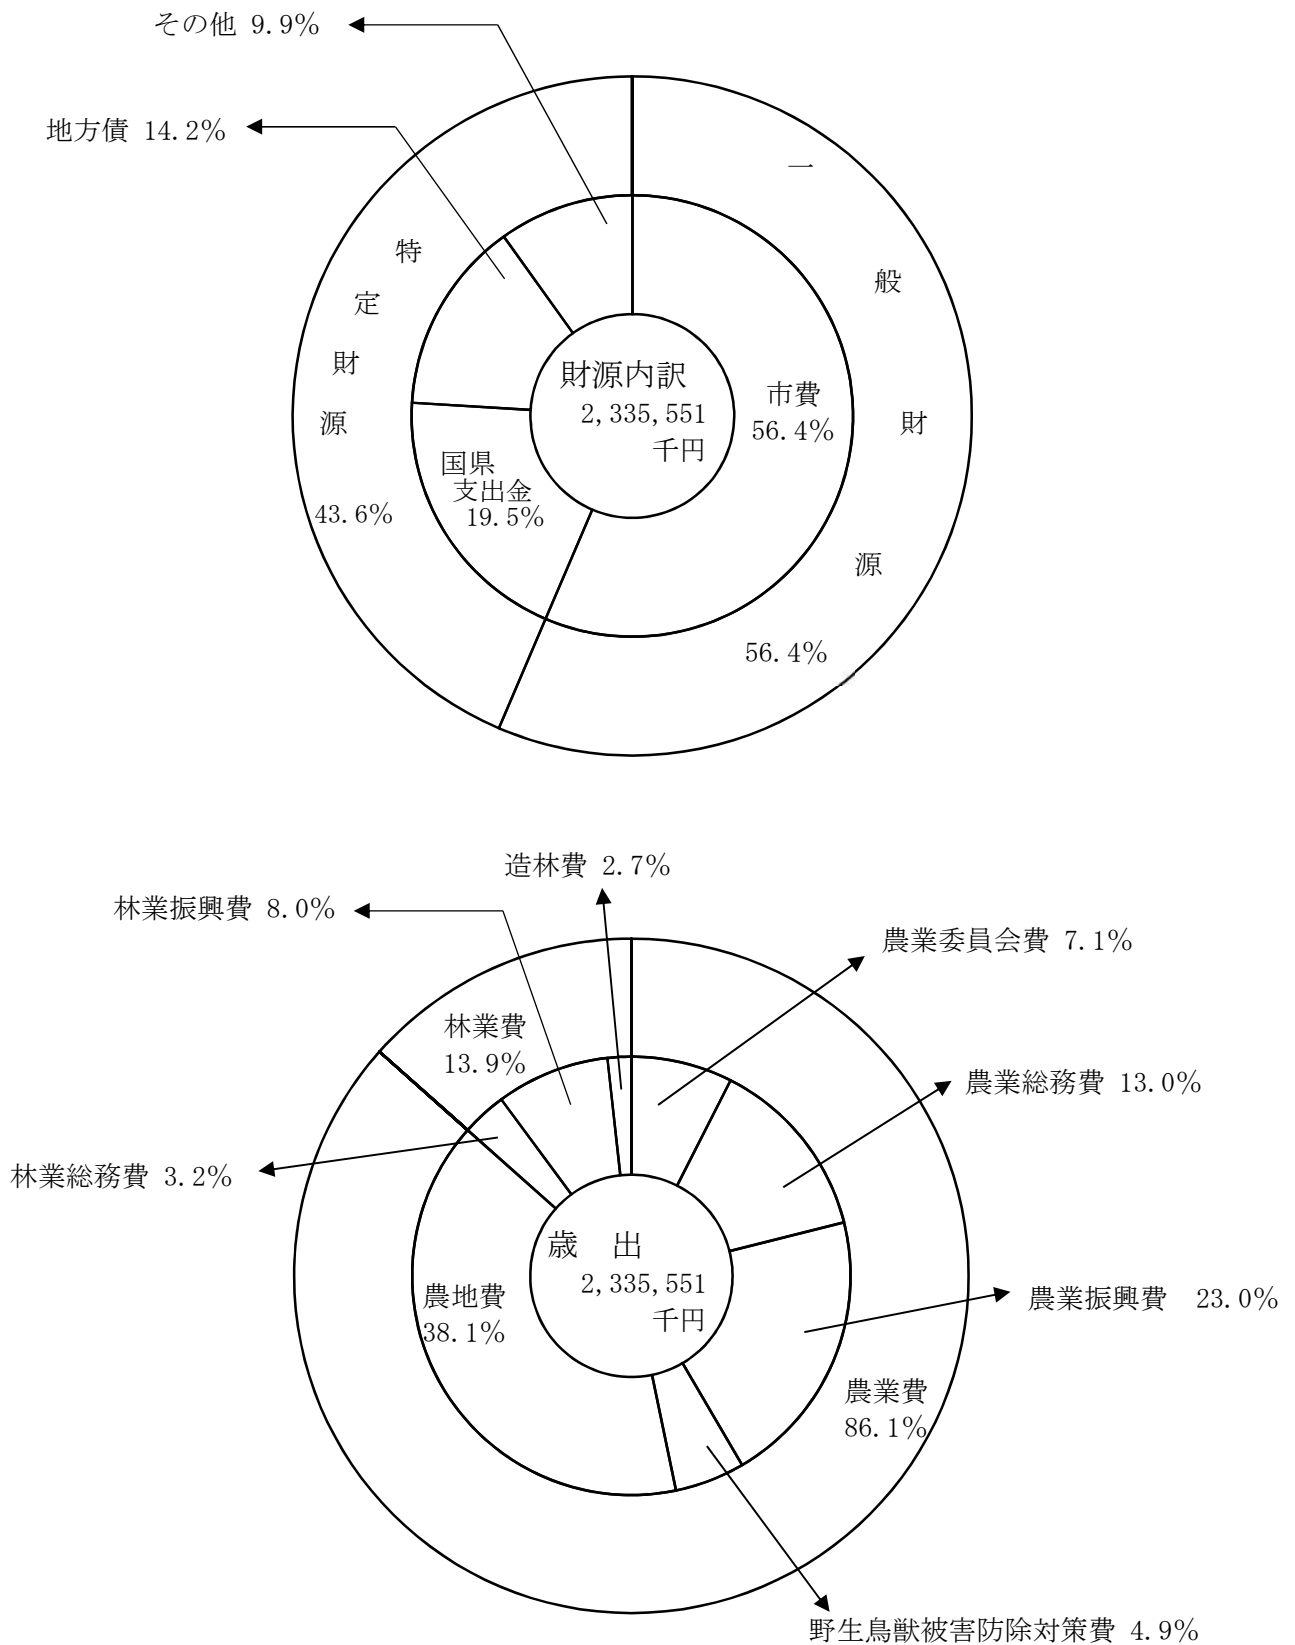 その他 9.9%
地方債 14.2%
一
般
財
源
56.4%
特
定
財
源
43.6%
財源内訳
2,335,551
千円
市費
56.4%
国県
支出金
19.5%
造林費 2.7%
林業振興費 8.0%
農業委員会費 7.1%
林業費
13.9%
農業総務費 13.0%
林業総務費 3.2%
歳 出
2,335,551
千円
農地費
38.1%
農業振興費 23.0%
農業費
86.1%
野生鳥獣被害防除対策費 4.9%